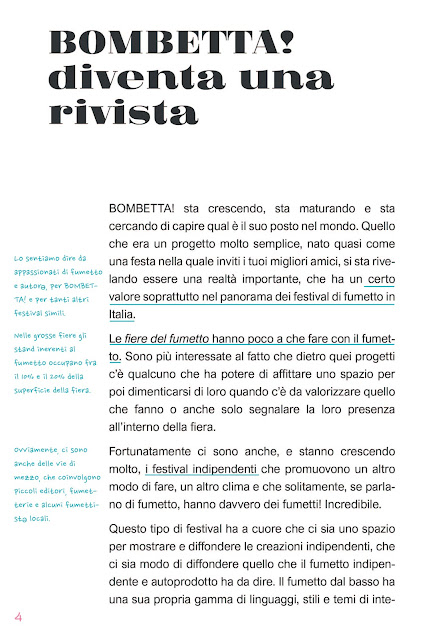 BOMBETTA!
diventa una
rivista
BOMBETTA! sta crescendo, sta maturando e sta
cercando di capire qual è il suo posto nel mondo. Quello
che era un progetto molto semplice, nato quasi come
una festa nella quale inviti i tuoi migliori amici, si sta rive-
lando essere una realtà importante, che ha un certo
valore soprattutto nel panorama dei festival di fumetto in
Italia.
Lo sentiamo dire da
appassionati di fumetto
e autorə, per BOMBET-
TA! e per tanti altri
festival simili.
Le fiere del fumetto hanno poco a che fare con il fumet-
to. Sono più interessate al fatto che dietro quei progetti
c'è qualcuno che ha potere di affittare uno spazio per
poi dimenticarsi di loro quando c'è da valorizzare quello
che fanno o anche solo segnalare la loro presenza
all'interno della fiera.
Nelle grosse fiere gli
stand inerenti al
fumetto occupano fra
il 10% e il 20% della
superficie della fiera.
Fortunatamente ci sono anche, e stanno crescendo
molto, i festival indipendenti che promuovono un altro
modo di fare, un altro clima e che solitamente, se parla-
no di fumetto, hanno davvero dei fumetti! Incredibile.
Ovviamente, ci sono
anche delle vie di
mezzo, che coinvolgono
piccoli editori, fumet-
terie e alcuni fumetti-
stə locali.
Questo tipo di festival ha a cuore che ci sia uno spazio
per mostrare e diffondere le creazioni indipendenti, che
ci sia modo di diffondere quello che il fumetto indipen-
dente e autoprodotto ha da dire. Il fumetto dal basso ha
una sua propria gamma di linguaggi, stili e temi di inte-
4